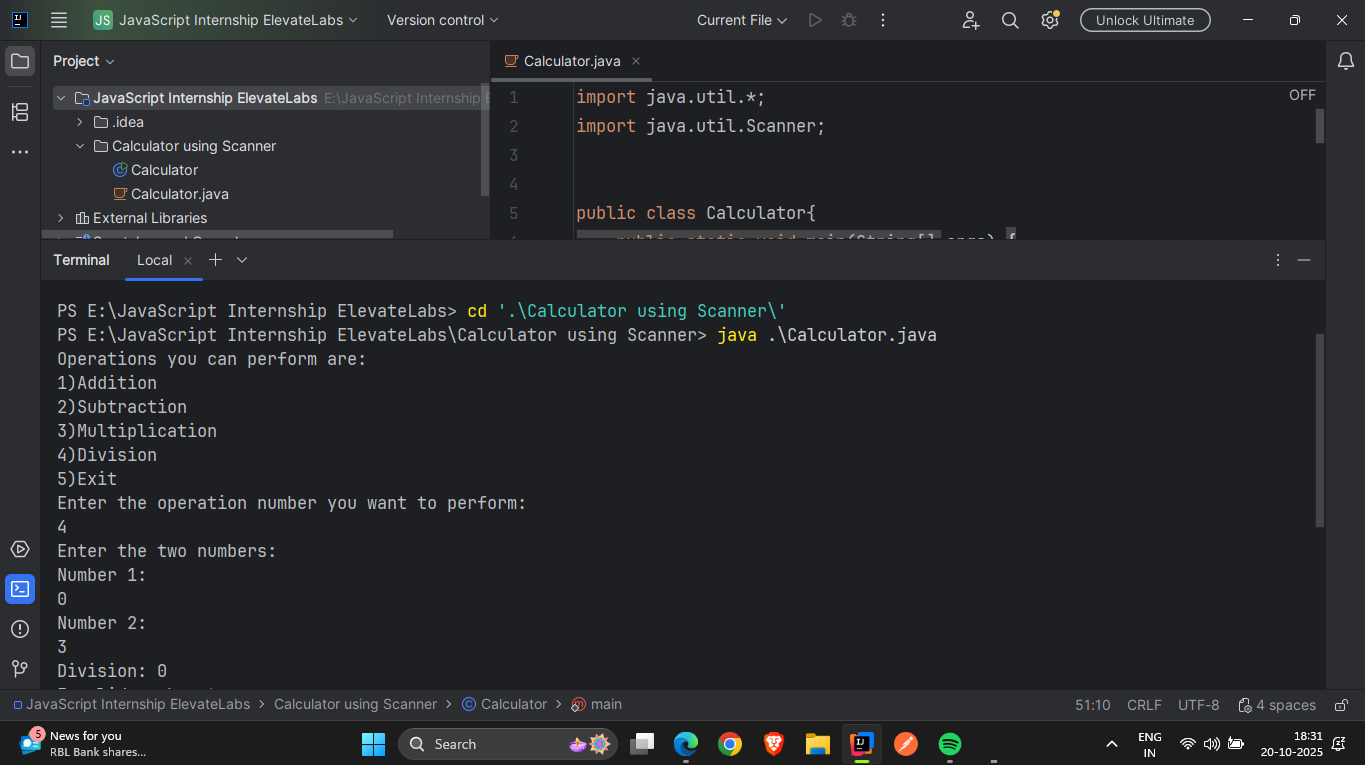 JS JavaScript Internship ElevateLabs Version control Current File Unlock Ultimate
Project
JavaScript Internship ElevateLabs E:\JavaScript Internship E
.idea
Calculator using Scanner
Calculator
Calculator.java
External Libraries
Calculator.java
OFF
1 import java.util.*;
2 import java.util.Scanner;
3
4
5 public class Calculator{
public static void main(String[] args) {
Terminal Local
PS E:\JavaScript Internship ElevateLabs> cd '.\Calculator using Scanner\'
PS E:\JavaScript Internship ElevateLabs\Calculator using Scanner> java .\Calculator.java
Operations you can perform are:
1)Addition
2)Subtraction
3)Multiplication
4)Division
5)Exit
Enter the operation number you want to perform:
4
Enter the two numbers:
Number 1:
0
Number 2:
3
Division: 0
JavaScript Internship ElevateLabs > Calculator using Scanner > Calculator > main 51:10 CRLF UTF-8 4 spaces
5 News for you
RBL Bank shares...
Search
ENG
IN
18:31
20-10-2025